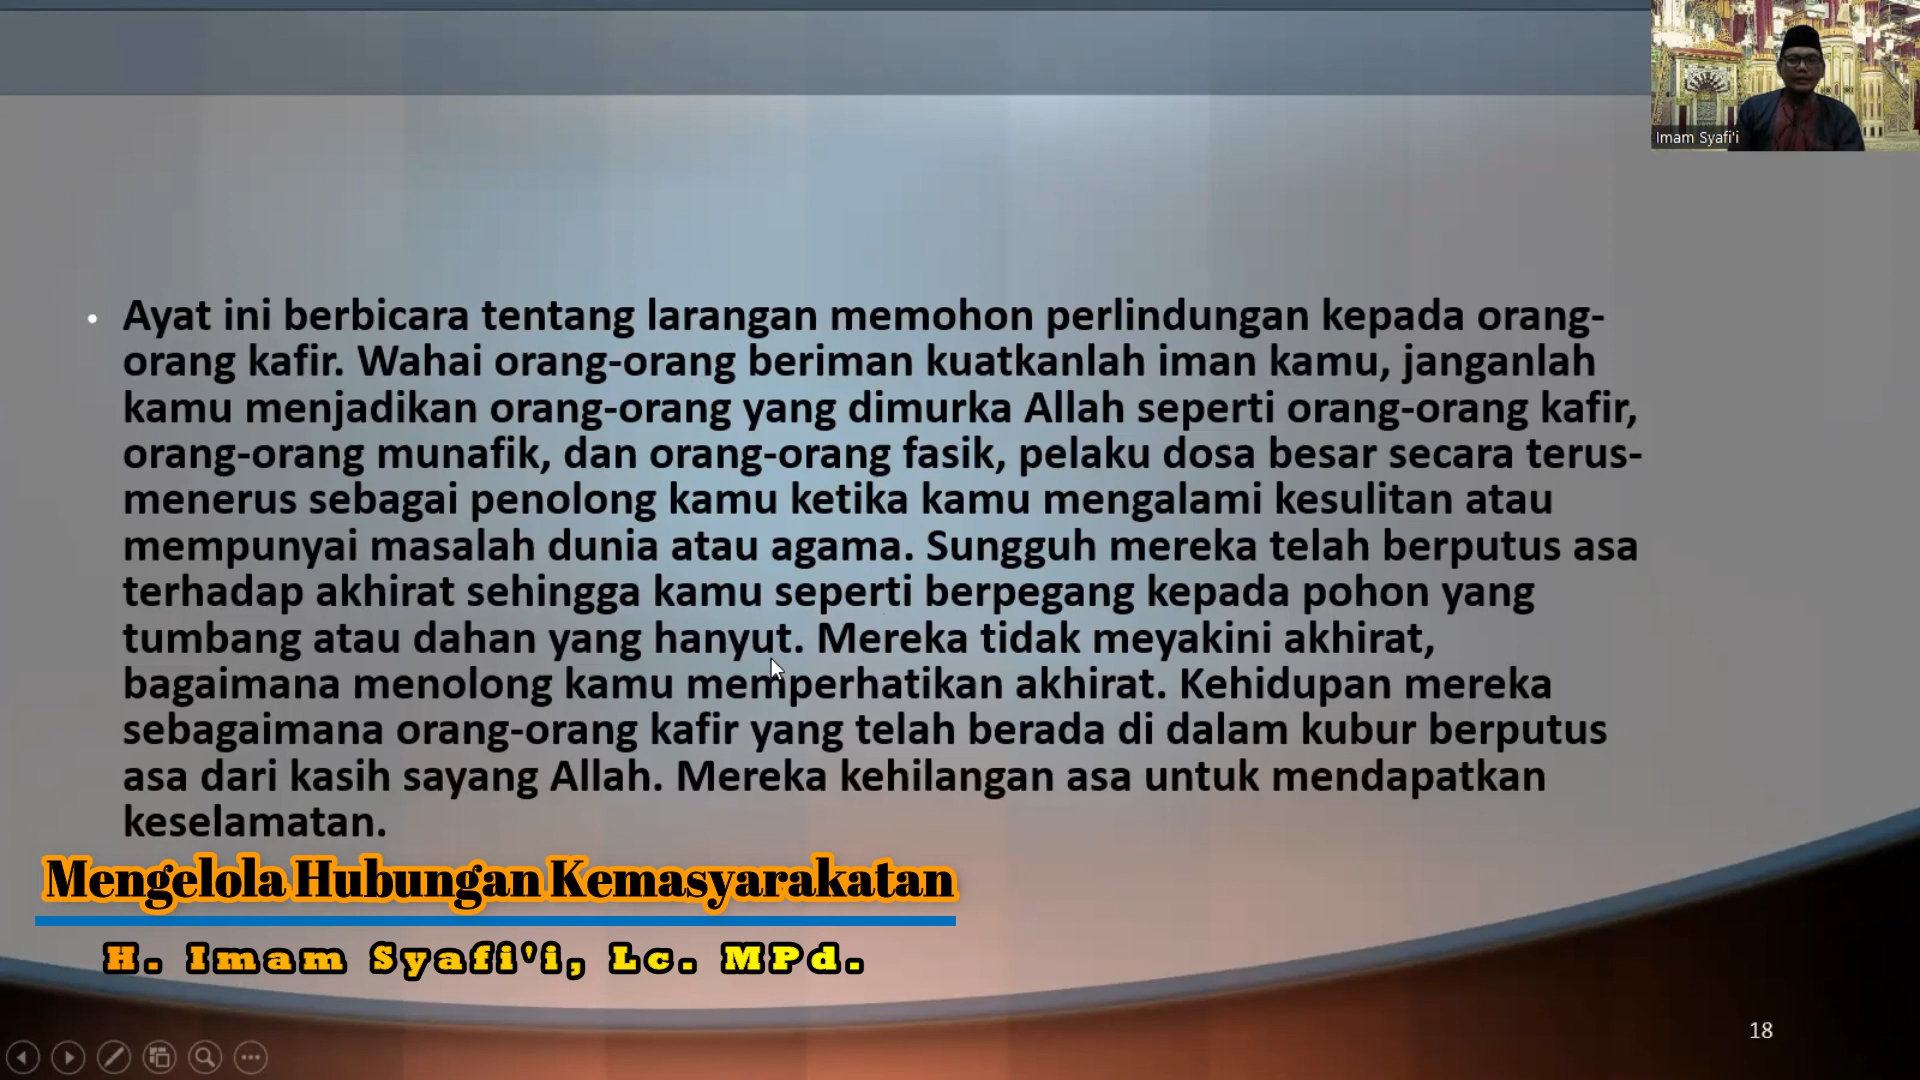 Imam Syafi'i
• Ayat ini berbicara tentang larangan memohon perlindungan kepada orang-
orang kafir. Wahai orang-orang beriman kuatkanlah iman kamu, janganlah
kamu menjadikan orang-orang yang dimurka Allah seperti orang-orang kafir,
orang-orang munafik, dan orang-orang fasik, pelaku dosa besar secara terus-
menerus sebagai penolong kamu ketika kamu mengalami kesulitan atau
mempunyai masalah dunia atau agama. Sungguh mereka telah berputus asa
terhadap akhirat sehingga kamu seperti berpegang kepada pohon yang
tumbang atau dahan yang hanyut. Mereka tidak meyakini akhirat,
bagaimana menolong kamu memperhatikan akhirat. Kehidupan mereka
sebagaimana orang-orang kafir yang telah berada di dalam kubur berputus
asa dari kasih sayang Allah. Mereka kehilangan asa untuk mendapatkan
keselamatan.
Mengelola Hubungan Kemasyarakatan
H. Imam Syafi'i, Lc. MPd.
18